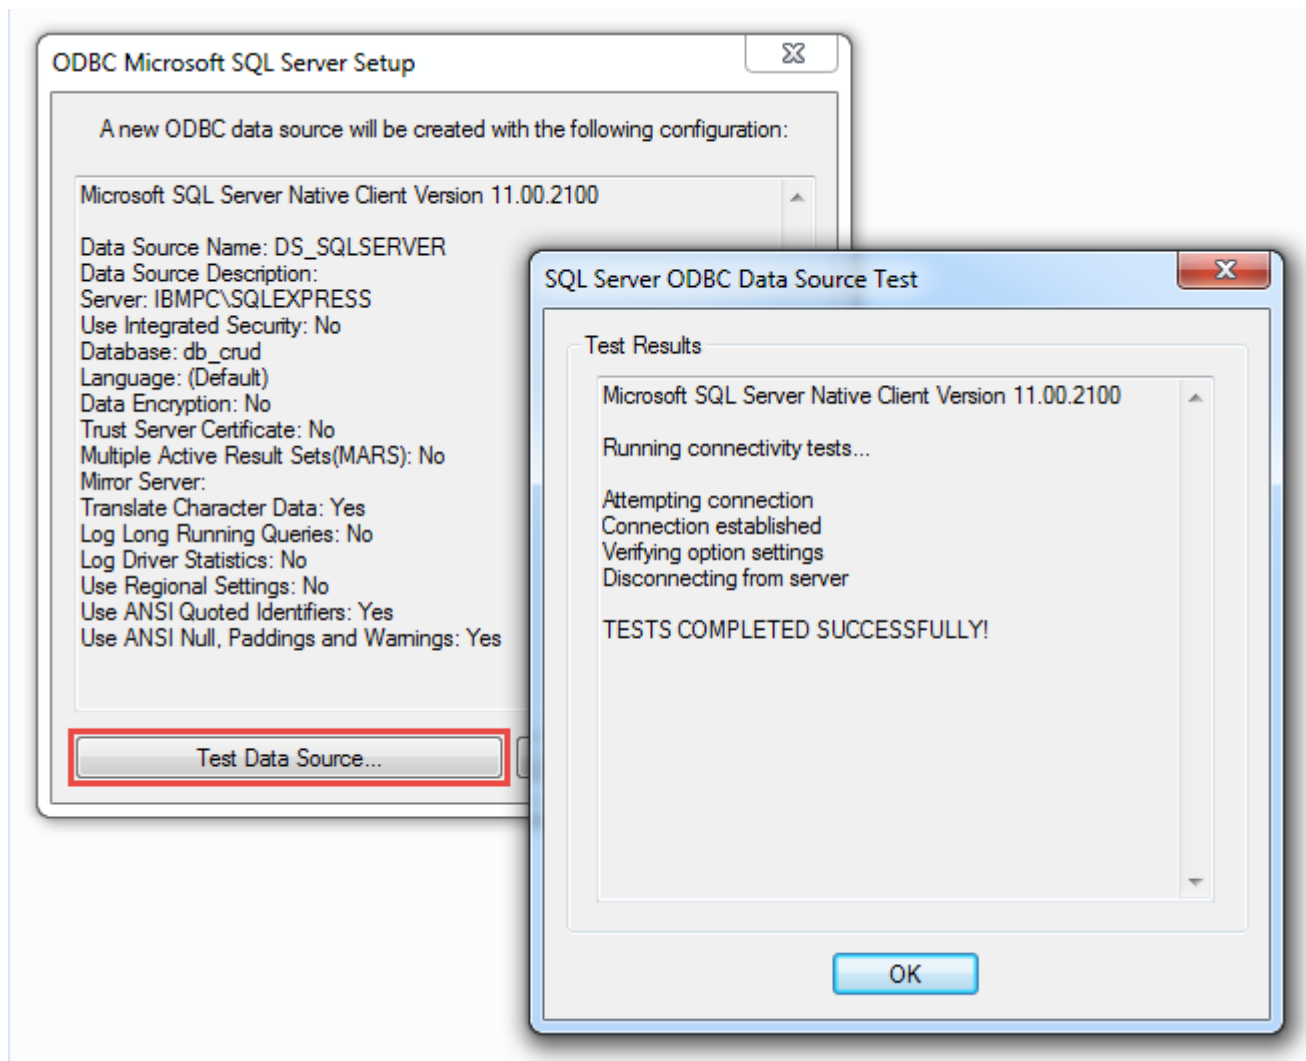 ODBC Microsoft SQL Server Setup
A new ODBC data source will be created with the following configuration:
Microsoft SQL Server Native Client Version 11.00.2100
Data Source Name: DS_SQLSERVER
Data Source Description:
Server: IBMPC\SQLEXPRESS
Use Integrated Security: No
Database: db_crud
Language: (Default)
Data Encryption: No
Trust Server Certificate: No
Multiple Active Result Sets(MARS): No
Mirror Server:
Translate Character Data: Yes
Log Long Running Queries: No
Log Driver Statistics: No
Use Regional Settings: No
Use ANSI Quoted Identifiers: Yes
Use ANSI Null, Paddings and Warnings: Yes
Test Data Source...
SQL Server ODBC Data Source Test
Test Results
Microsoft SQL Server Native Client Version 11.00.2100
Running connectivity tests...
Attempting connection
Connection established
Verifying option settings
Disconnecting from server
TESTS COMPLETED SUCCESSFULLY!
OK